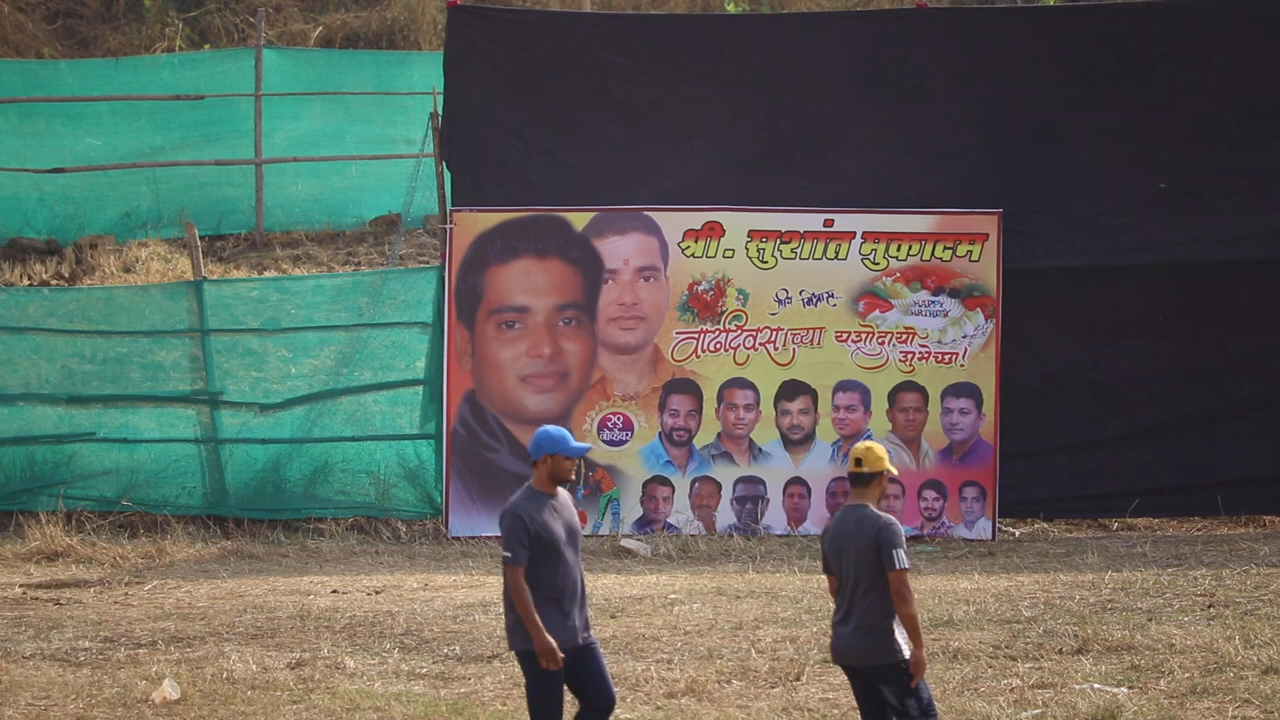 श्री. सुशांत मुकादम
HAPPY
BIRTHDAY
वाढदिवसाच्या यशोदायी
शुभेच्छा!
२९
नोव्हेंबर